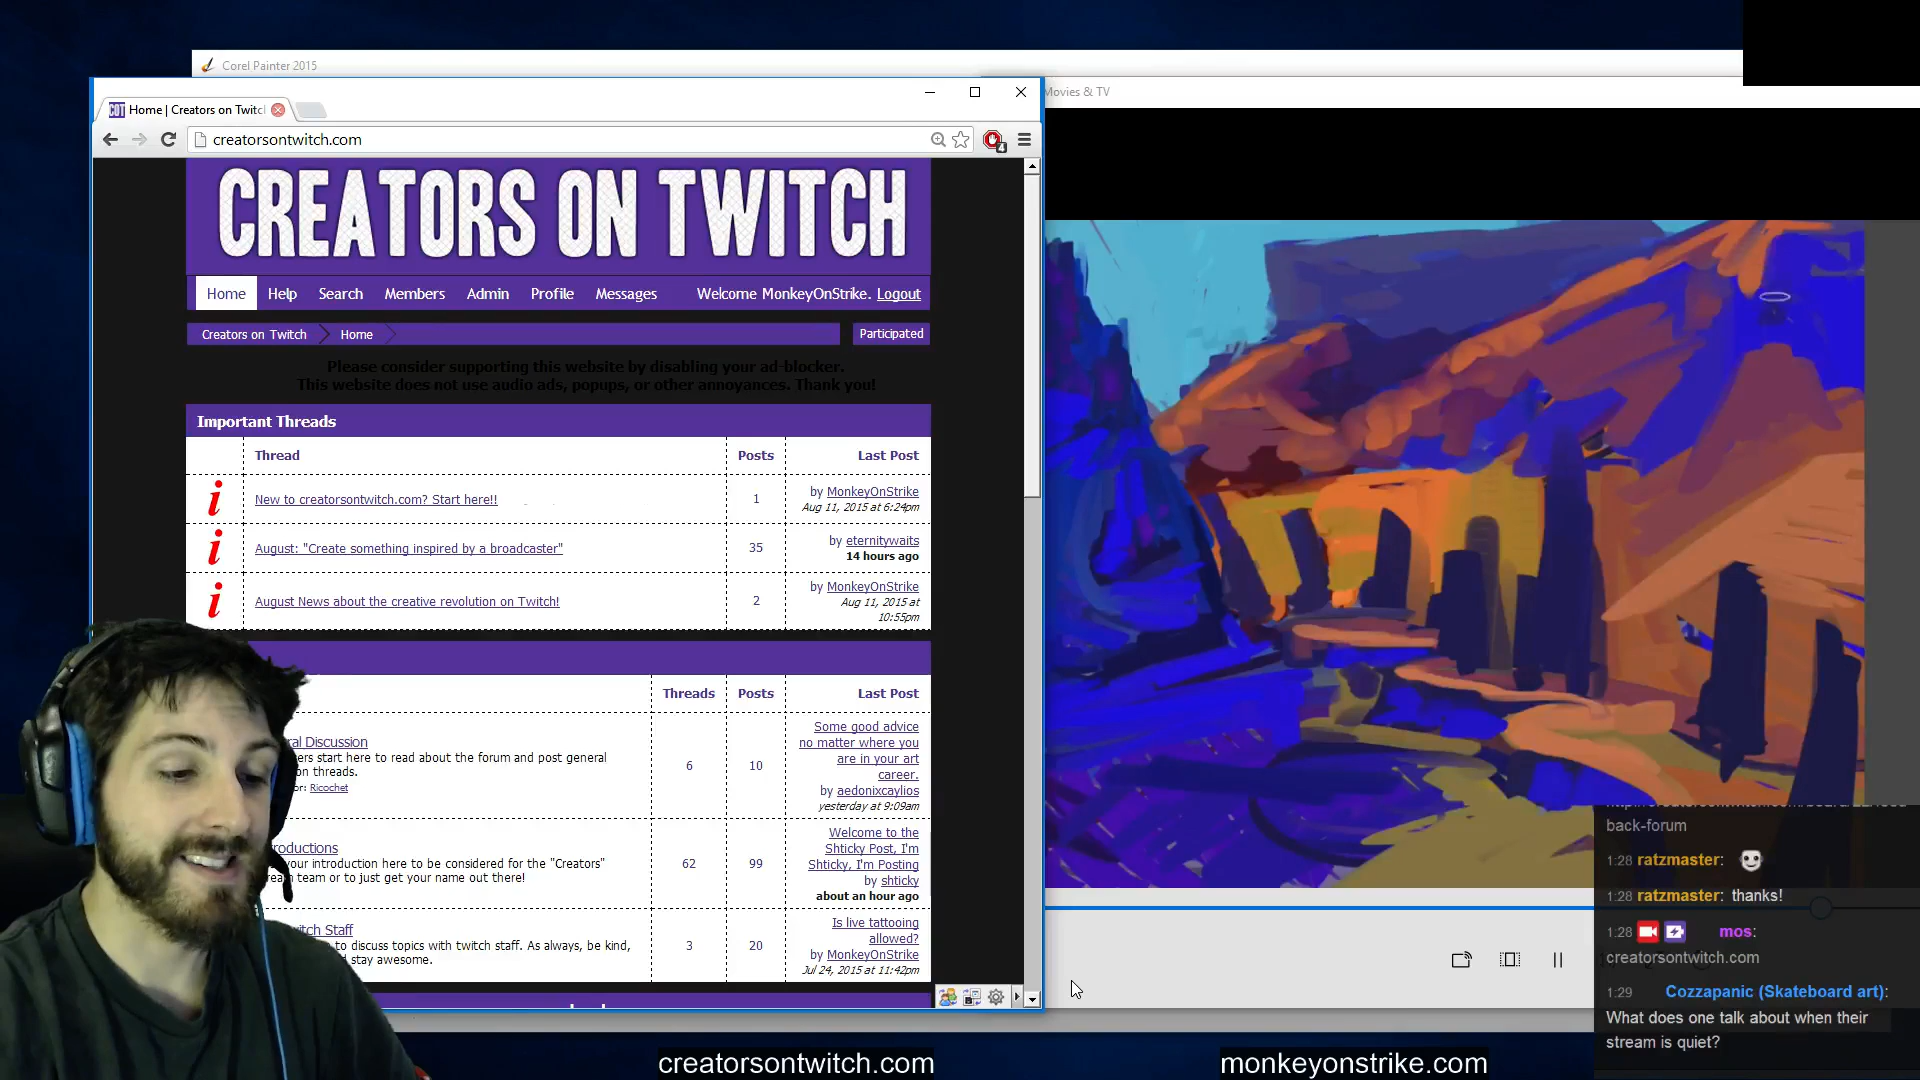 Corel Painter 2015
Movies & TV
Home | Creators on Twitc
creatorsontwitch.com
4
CREATORS ON TWITCH
Home Help Search Members Admin Profile Messages Welcome MonkeyOnStrike. Logout
Creators on Twitch Home Participated
Please consider supporting this website by disabling your ad-blocker.
This website does not use audio ads, popups, or other annoyances. Thank you!
Important Threads
Thread Posts Last Post
New to creatorsontwitch.com? Start here!! 1 by MonkeyOnStrike
Aug 11, 2015 at 6:24pm
August: "Create something inspired by a broadcaster" 35 by eternitywaits
14 hours ago
August News about the creative revolution on Twitch! 2 by MonkeyOnStrike
Aug 11, 2015 at
10:55pm
Threads Posts Last Post
ral Discussion
ers start here to read about the forum and post general
on threads.
or: Ricochet
6 10
Some good advice
no matter where you
are in your art
career.
by aedonixcaylios
yesterday at 9:09am
roductions
your introduction here to be considered for the "Creators"
ream team or to just get your name out there!
62 99
Welcome to the
Shticky Post, I'm
Shticky, I'm Posting
by shticky
about an hour ago
itch Staff
to discuss topics with twitch staff. As always, be kind,
d stay awesome.
3 20
Is live tattooing
allowed?
by MonkeyOnStrike
Jul 24, 2015 at 11:42pm
back-forum
1:28 ratzmaster:
1:28 ratzmaster: thanks!
1:28 mos:
creatorsontwitch.com
1:29 Cozzapanic (Skateboard art):
What does one talk about when their
stream is quiet?
creatorsontwitch.com
monkeyonstrike.com